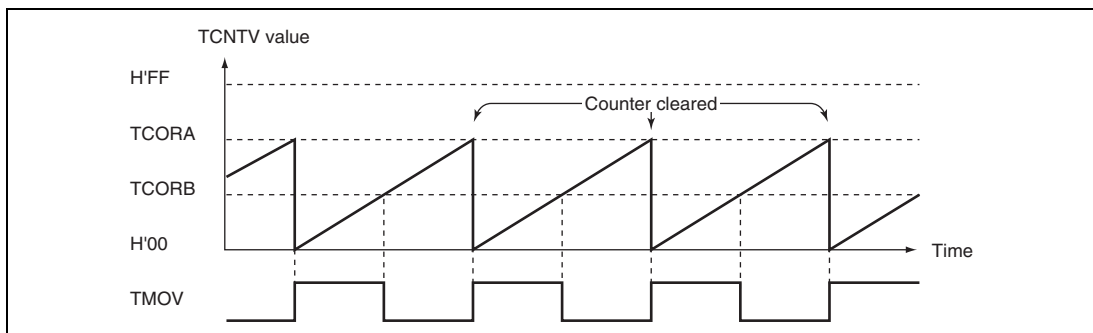 TCNTV value
H'FF
Counter cleared
TCORA
TCORB
H'00
Time
TMOV